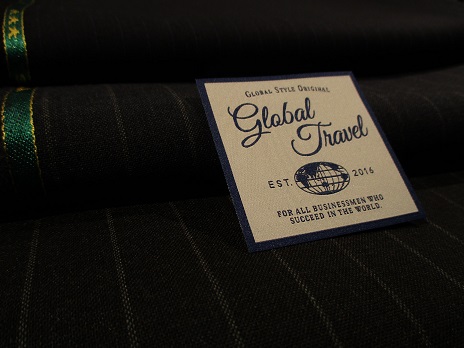 GLOBAL STYLE ORIGINAL
Global
Travel
EST. 2016
FOR ALL BUSINESSMEN WHO
SUCCEED IN THE WORLD.